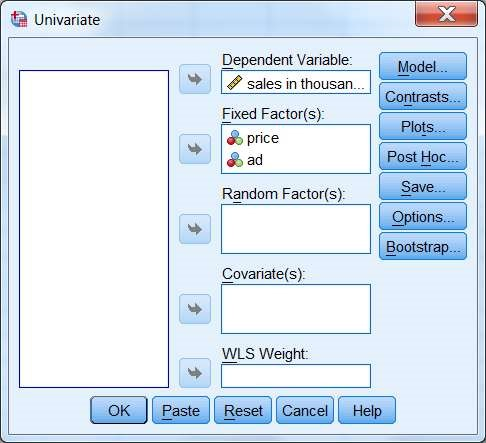 Univariate
Dependent Variable:
sales in thousan...
Fixed Factor(s):
price
ad
Random Factor(s):
Covariate(s):
WLS Weight:
Model...
Contrasts...
Plots...
Post Hoc...
Save...
Options...
Bootstrap...
OK Paste Reset Cancel Help